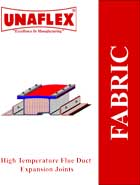 UNAFLEX®
"Excellence In Manufacturing"
FABRIC
High Temperature Flue Duct
Expansion Joints